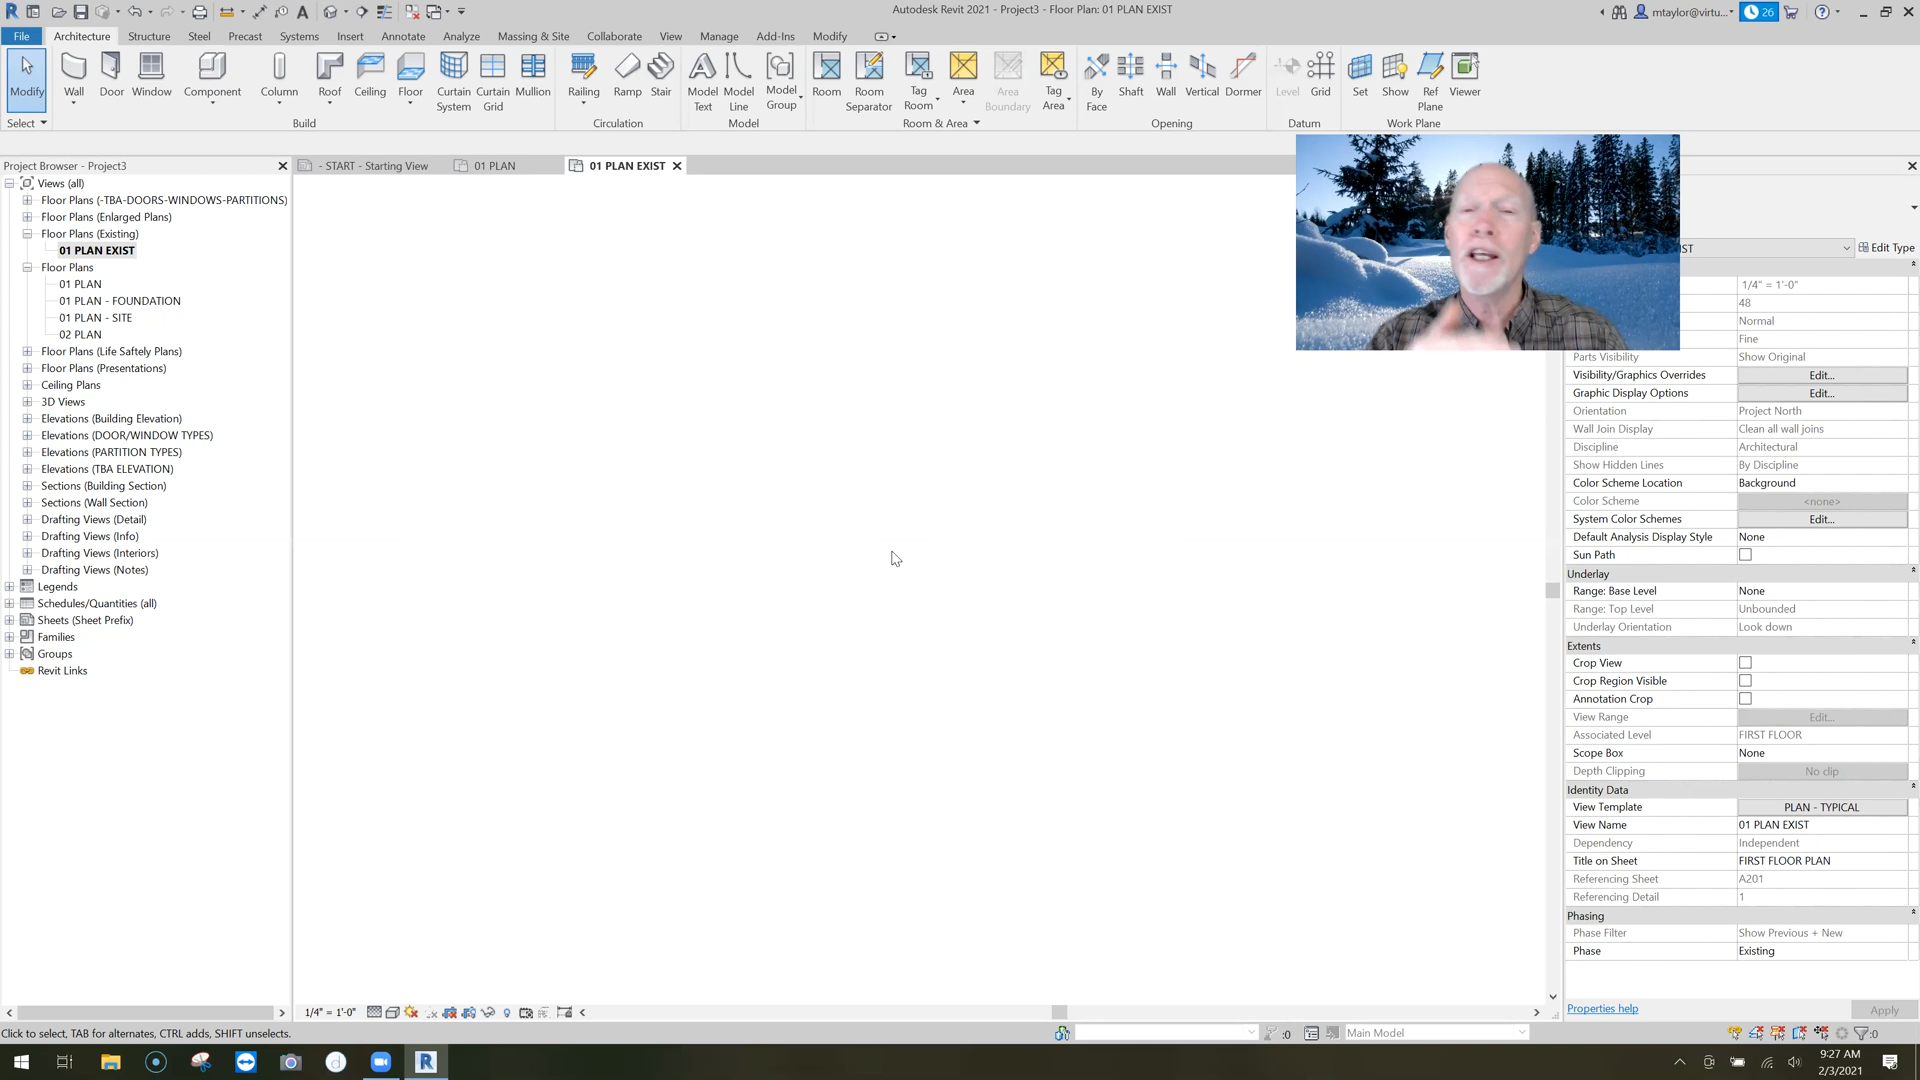 Autodesk Revit 2021 - Project3 - Floor Plan: 01 PLAN EXIST
mtaylor@virtu...
26
File Architecture Structure Steel Precast Systems Insert Annotate Analyze Massing & Site Collaborate View Manage Add-Ins Modify
Modify Wall Door Window Component Column Roof Ceiling Floor Curtain System Curtain Grid Mullion Railing Ramp Stair Model Text Model Line Model Group Room Room Separator Tag Room Area Area Boundary Tag Area By Face Shaft Wall Vertical Dormer Level Grid Set Show Ref Plane Viewer
Select Build Circulation Model Room & Area Opening Datum Work Plane
Project Browser - Project3
- START - Starting View
01 PLAN
01 PLAN EXIST
Views (all)
Floor Plans (-TBA-DOORS-WINDOWS-PARTITIONS)
Floor Plans (Enlarged Plans)
Floor Plans (Existing)
01 PLAN EXIST
Floor Plans
01 PLAN
01 PLAN - FOUNDATION
01 PLAN - SITE
02 PLAN
Floor Plans (Life Saftely Plans)
Floor Plans (Presentations)
Ceiling Plans
3D Views
Elevations (Building Elevation)
Elevations (DOOR/WINDOW TYPES)
Elevations (PARTITION TYPES)
Elevations (TBA ELEVATION)
Sections (Building Section)
Sections (Wall Section)
Drafting Views (Detail)
Drafting Views (Info)
Drafting Views (Interiors)
Drafting Views (Notes)
Legends
Schedules/Quantities (all)
Sheets (Sheet Prefix)
Families
Groups
Revit Links
IST
Edit Type
1/4" = 1'-0"
48
Normal
Fine
Parts Visibility Show Original
Visibility/Graphics Overrides Edit...
Graphic Display Options Edit...
Orientation Project North
Wall Join Display Clean all wall joins
Discipline Architectural
Show Hidden Lines By Discipline
Color Scheme Location Background
Color Scheme <none>
System Color Schemes Edit...
Default Analysis Display Style None
Sun Path
Underlay
Range: Base Level None
Range: Top Level Unbounded
Underlay Orientation Look down
Extents
Crop View
Crop Region Visible
Annotation Crop
View Range Edit...
Associated Level FIRST FLOOR
Scope Box None
Depth Clipping No clip
Identity Data
View Template PLAN - TYPICAL
View Name 01 PLAN EXIST
Dependency Independent
Title on Sheet FIRST FLOOR PLAN
Referencing Sheet A201
Referencing Detail 1
Phasing
Phase Filter Show Previous + New
Phase Existing
Properties help
Apply
1/4" = 1'-0"
Click to select, TAB for alternates, CTRL adds, SHIFT unselects.
:0
Main Model
:0
9:27 AM
2/3/2021